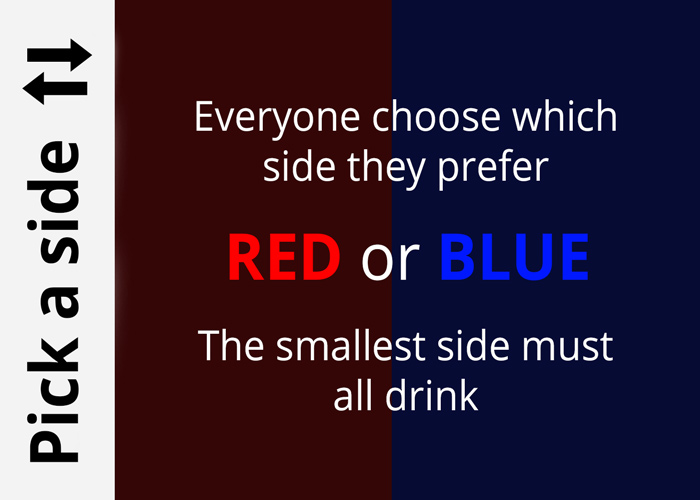 Pick a side
Everyone choose which
side they prefer
RED or BLUE
The smallest side must
all drink